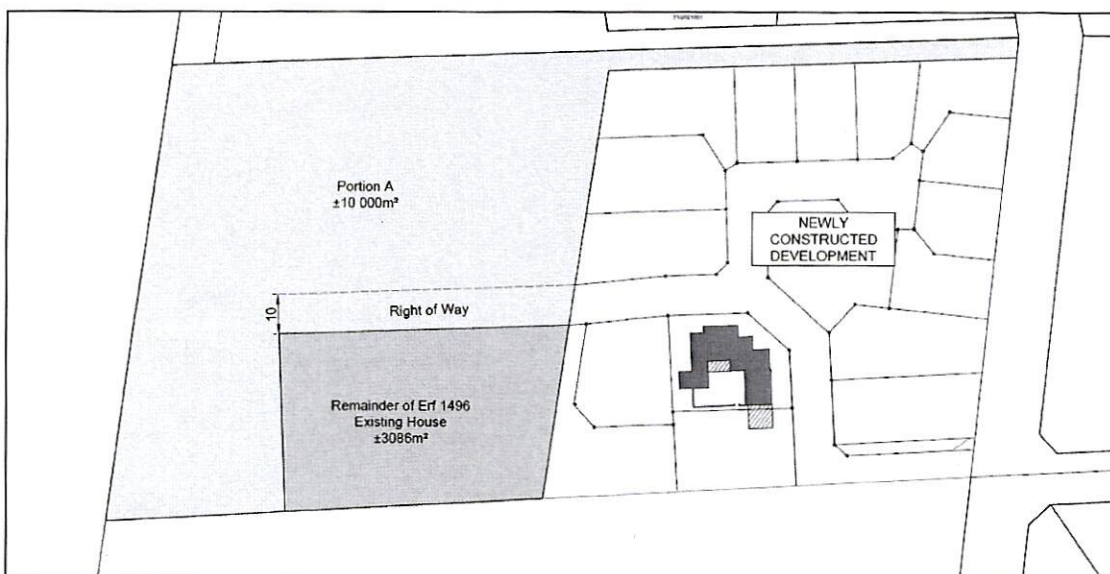 Portion A
±10 000m²
NEWLY
CONSTRUCTED
DEVELOPMENT
10
Right of Way
Remainder of Erf 1496
Existing House
±3086m²